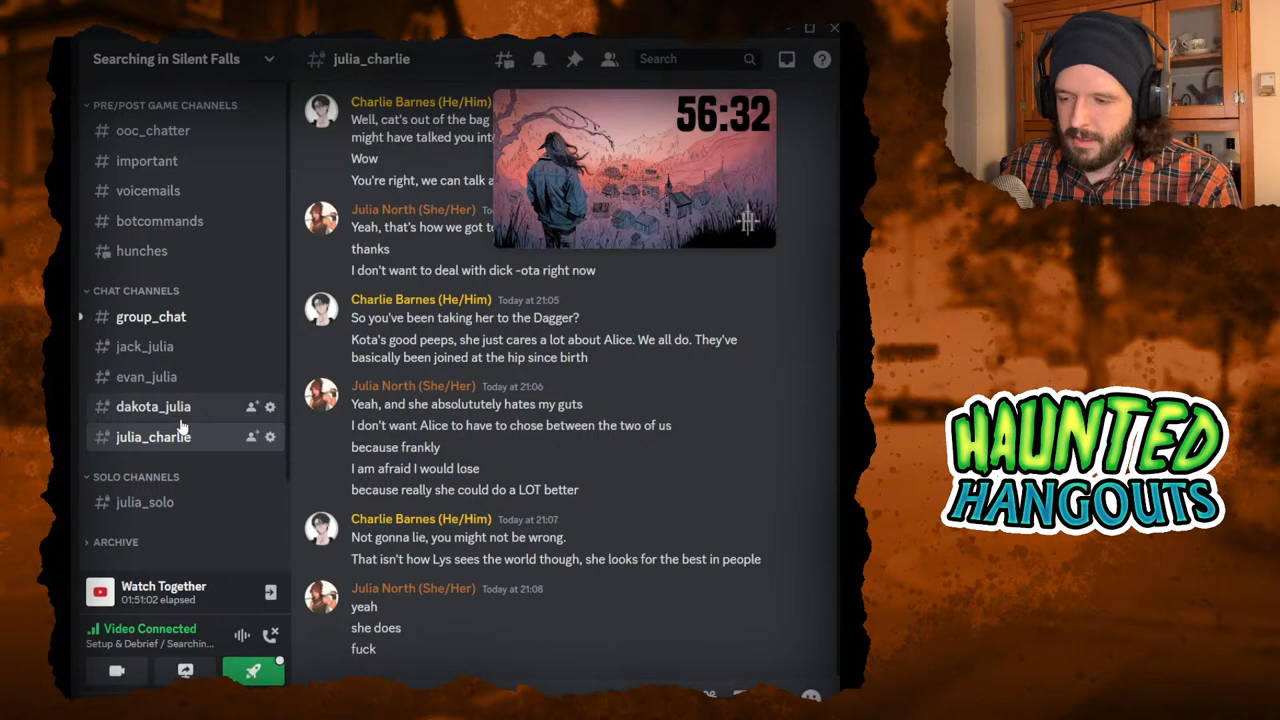 Searching in Silent Falls
PRE/POST GAME CHANNELS
# ooc_chatter
# important
# voicemails
# botcommands
hunches
CHAT CHANNELS
group_chat
jack_julia
evan_julia
dakota_julia
julia_charlie
SOLO CHANNELS
julia_solo
ARCHIVE
Watch Together
01:51:02 elapsed
Video Connected
Setup & Debrief / Searchin...
julia_charlie
Search
Charlie Barnes (He/Him)
Well, cat's out of the bag
might have talked you int
Wow
You're right, we can talk a
Julia North (She/Her)
Yeah, that's how we got t
thanks
I don't want to deal with dick -ota right now
Charlie Barnes (He/Him) Today at 21:05
So you've been taking her to the Dagger?
Kota's good peeps, she just cares a lot about Alice. We all do. They've
basically been joined at the hip since birth
Julia North (She/Her) Today at 21:06
Yeah, and she absolututely hates my guts
I don't want Alice to have to chose between the two of us
because frankly
I am afraid I would lose
because really she could do a LOT better
Charlie Barnes (He/Him) Today at 21:07
Not gonna lie, you might not be wrong.
That isn't how Lys sees the world though, she looks for the best in people
Julia North (She/Her) Today at 21:08
yeah
she does
fuck
56:32
HAUNTED
HANGOUTS